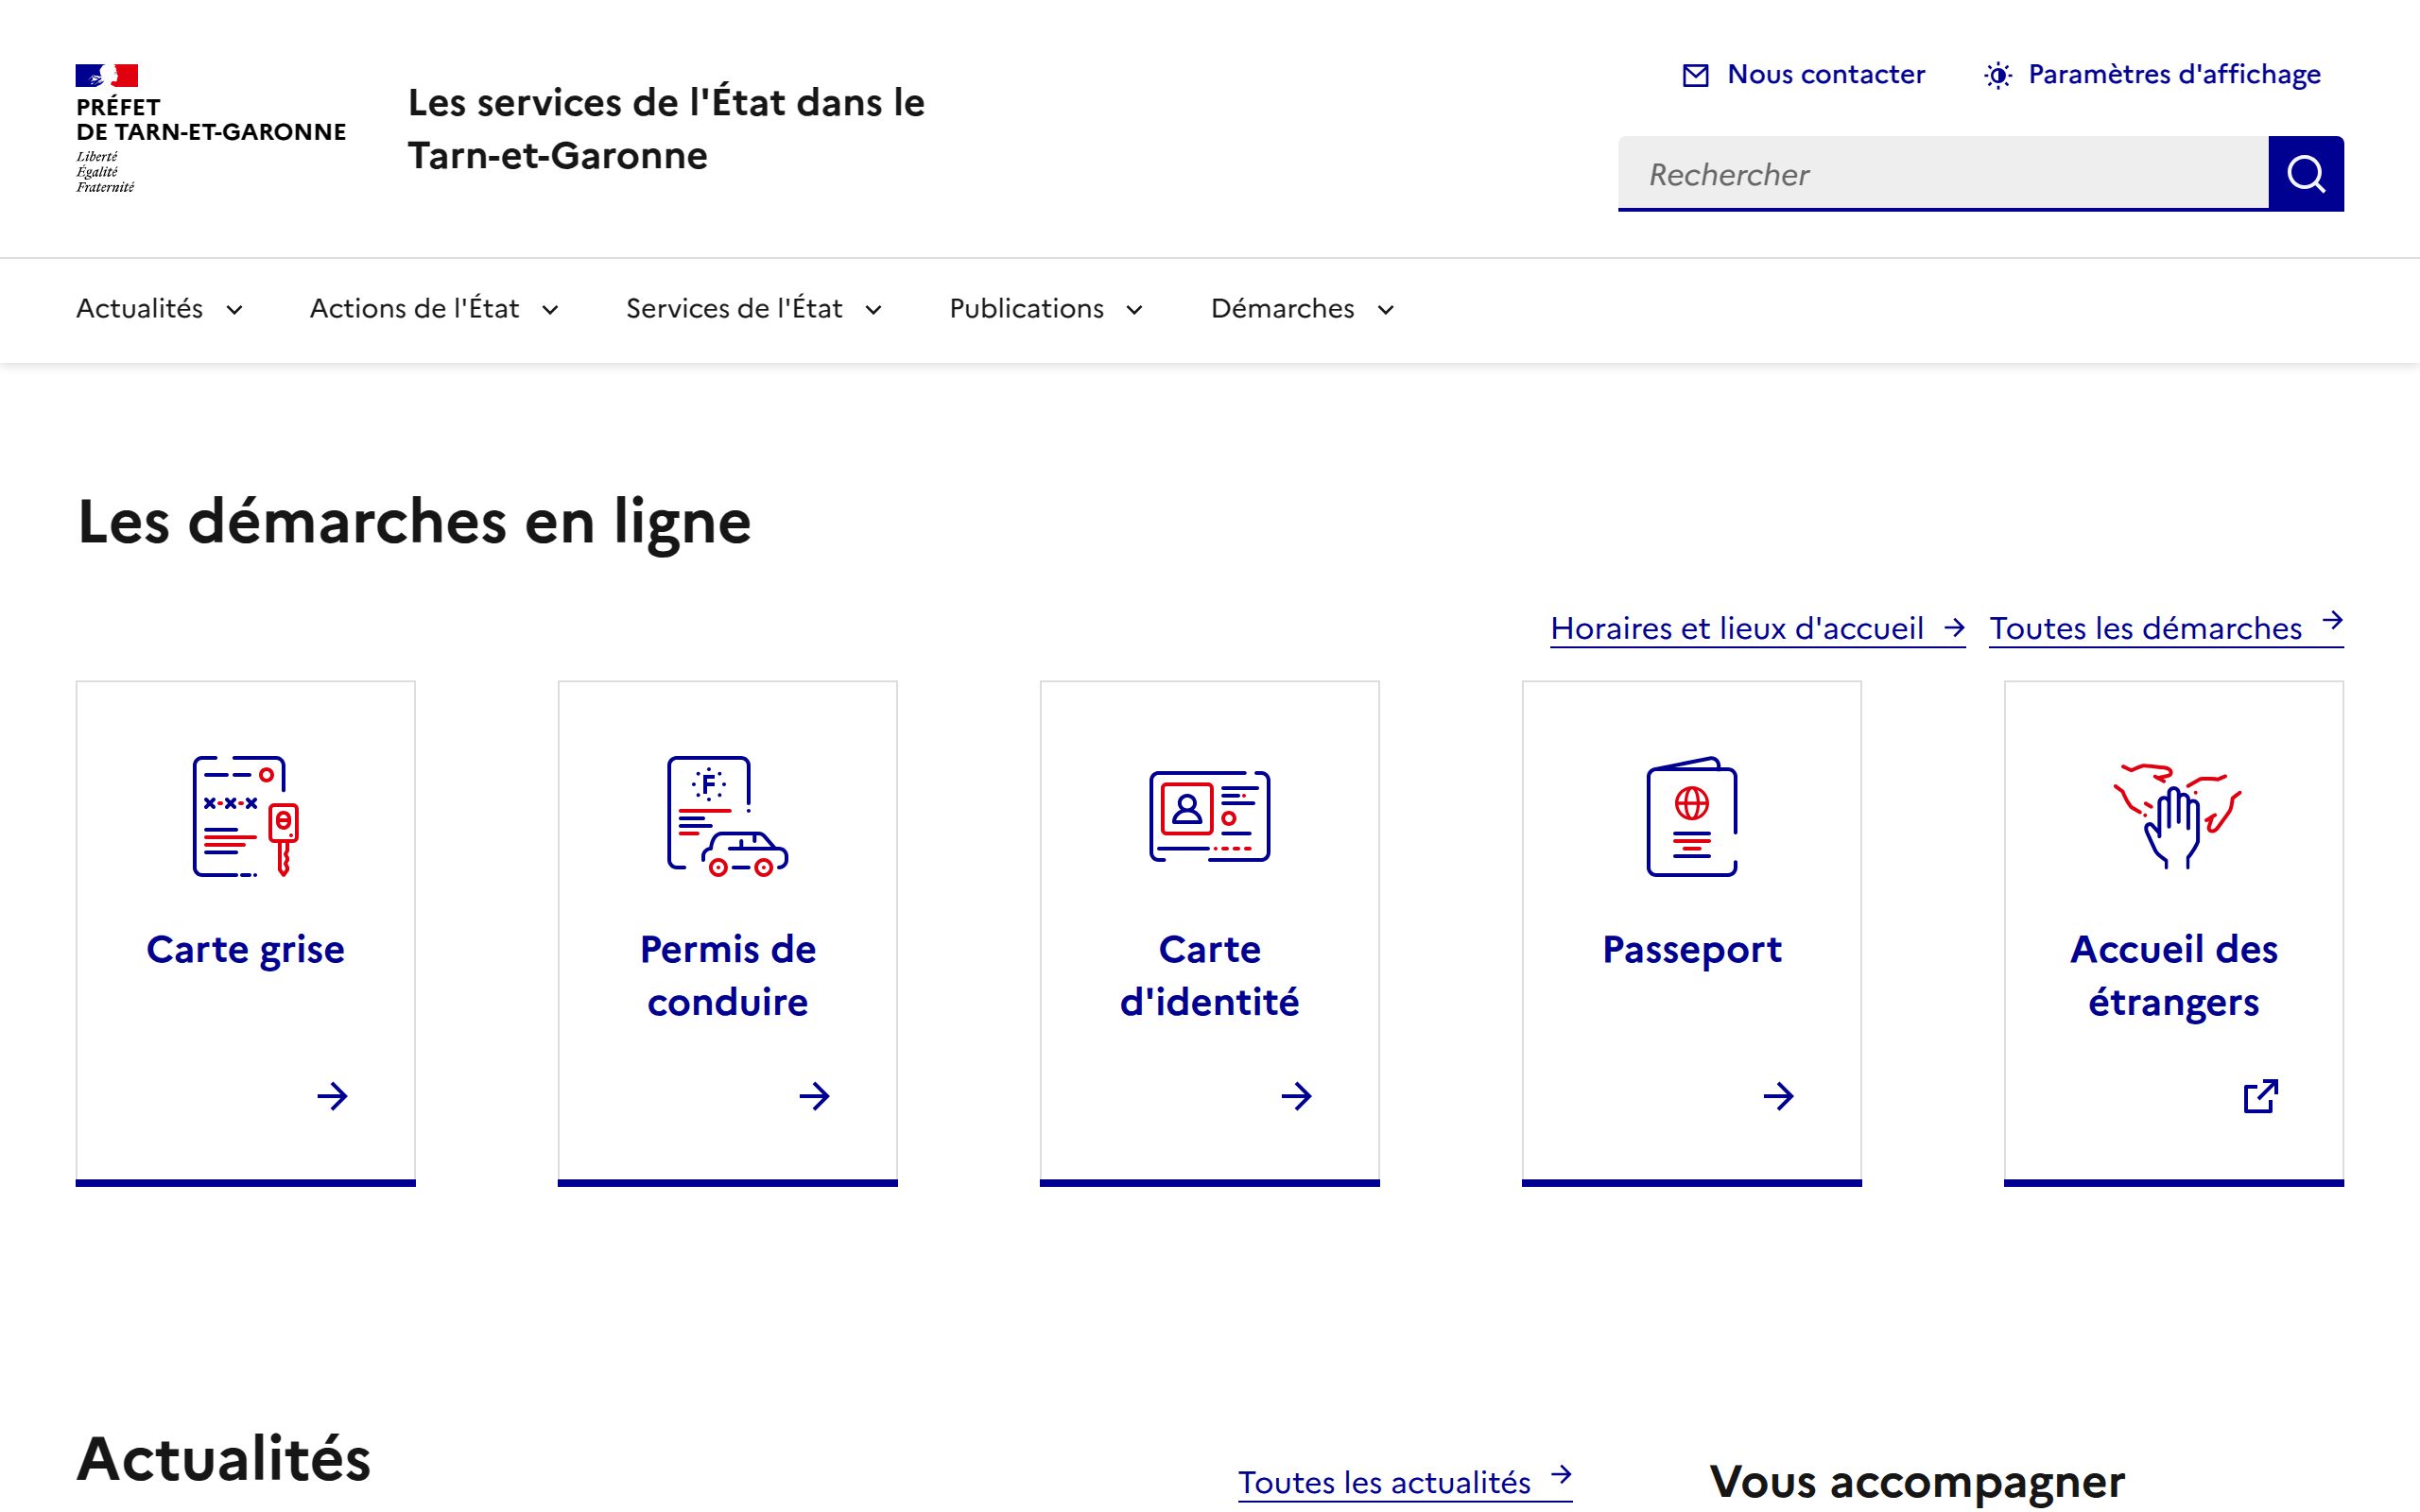 PRÉFET
DE TARN-ET-GARONNE
Liberté
Égalité
Fraternité
Les services de l'État dans le
Tarn-et-Garonne
Nous contacter
Paramètres d'affichage
Rechercher
Actualités
Actions de l'État
Services de l'État
Publications
Démarches
Les démarches en ligne
Horaires et lieux d'accueil
Toutes les démarches
F
Carte grise
Permis de
conduire
Carte
d'identité
Passeport
Accueil des
étrangers
Actualités
Toutes les actualités
Vous accompagner